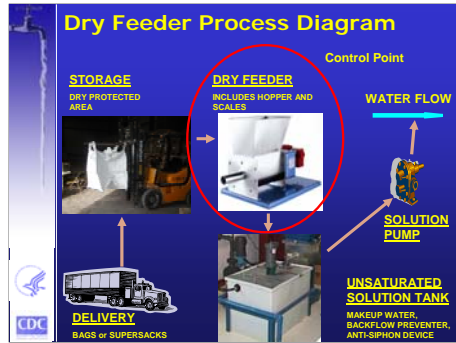 Dry Feeder Process Diagram
Control Point
STORAGE
DRY PROTECTED
AREA
DRY FEEDER
INCLUDES HOPPER AND
SCALES
WATER FLOW
SOLUTION
PUMP
UNSATURATED
SOLUTION TANK
MAKEUP WATER,
BACKFLOW PREVENTER,
ANTI-SIPHON DEVICE
DELIVERY
BAGS or SUPERSACKS
CDC